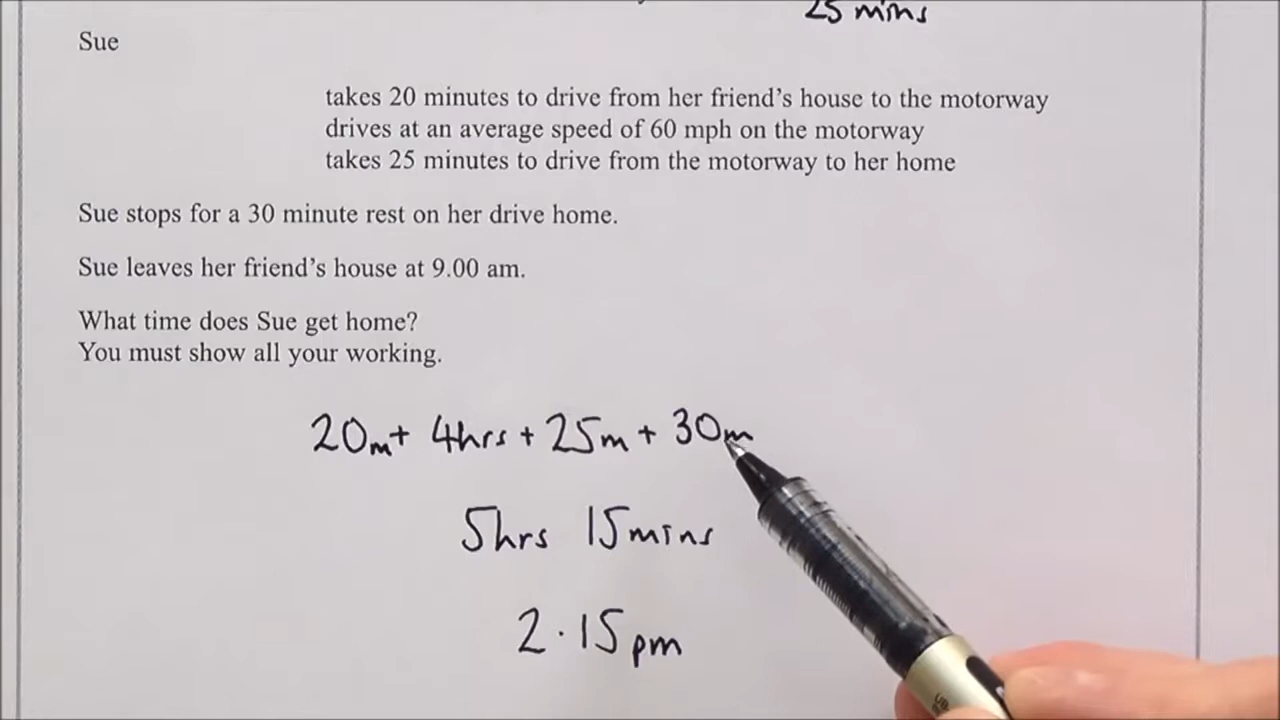 25 mins
Sue
takes 20 minutes to drive from her friend's house to the motorway
drives at an average speed of 60 mph on the motorway
takes 25 minutes to drive from the motorway to her home
Sue stops for a 30 minute rest on her drive home.
Sue leaves her friend's house at 9.00 am.
What time does Sue get home?
You must show all your working.
20m + 4hrs + 25m + 30m
5hrs 15mins
2.15pm